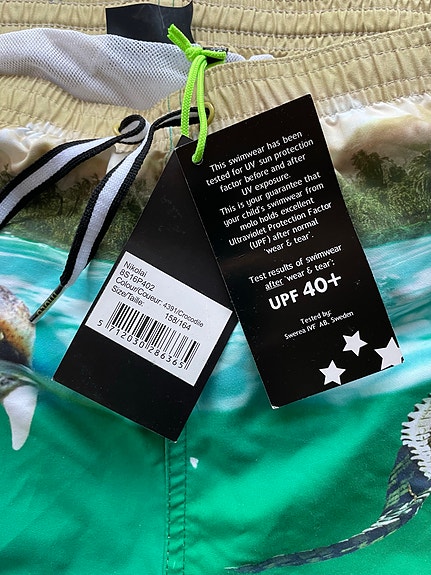 This swimwear has been
tested for UV sun protection
factor before and after
UV exposure.
This is your guarantee that
your child's swimwear from
molo holds excellent
Ultraviolet Protection Factor
(UPF) after normal
'wear & tear'.
Test results of swimwear
after 'wear & tear'.
UPF 40+
Tested by:
Swerea IVF AB, Sweden
Nikolai
8S16P402
Colour/Couleur: 4391/Crocodile
Size/Taille:
158/164
5 712030 286365